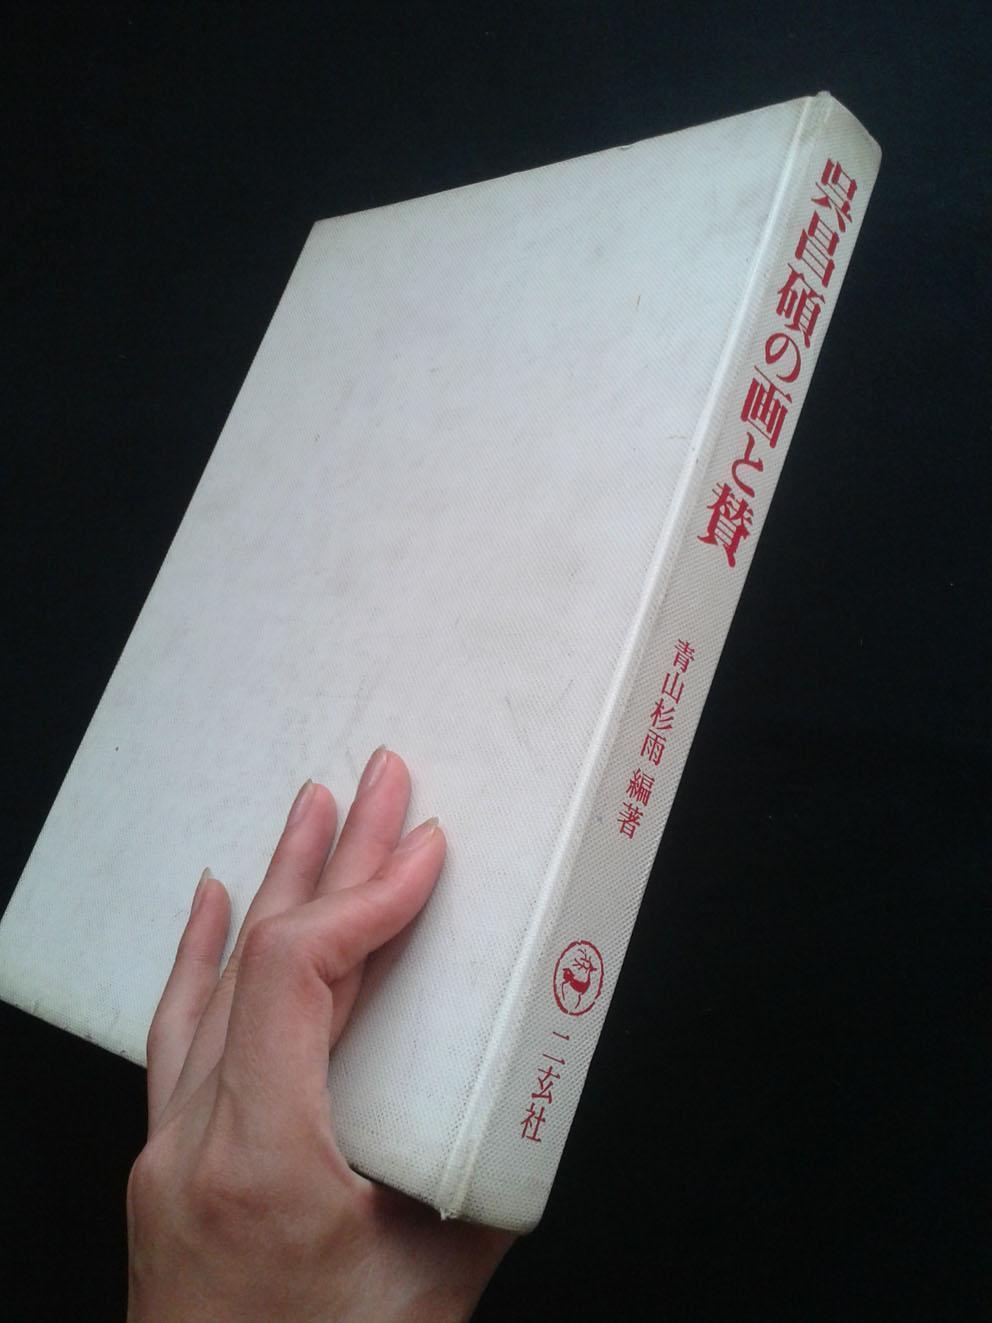 呉昌碩の画と賛
青山杉雨 編著
二玄社